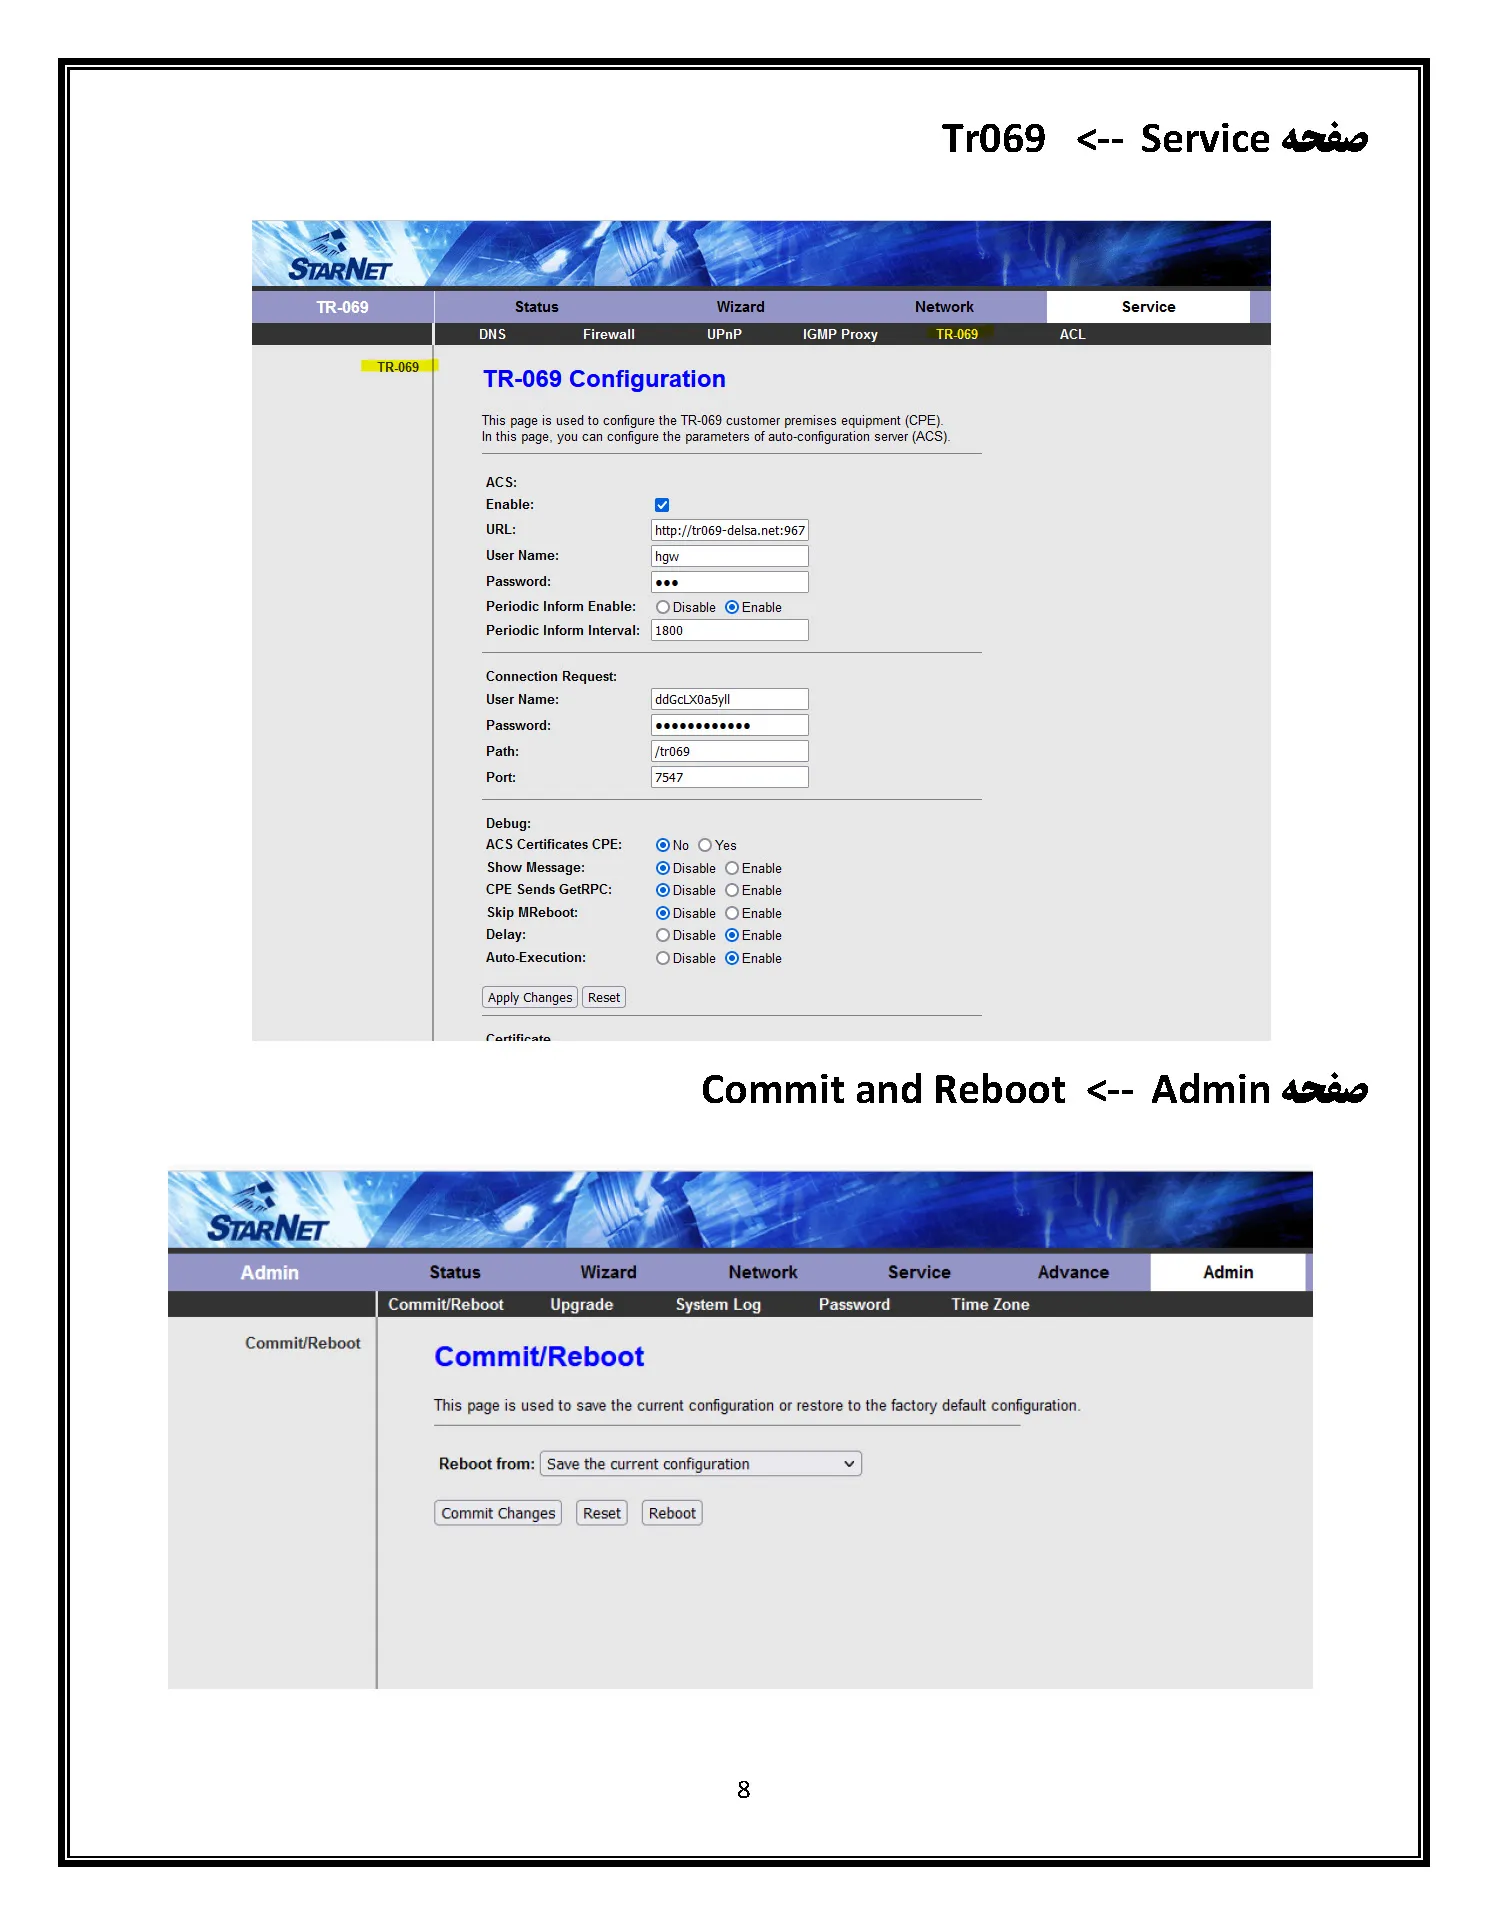 صفحه Service --> Tr069
STARNET
TR-069 Status Wizard Network Service
DNS Firewall UPnP IGMP Proxy TR-069 ACL
TR-069
TR-069 Configuration
This page is used to configure the TR-069 customer premises equipment (CPE).
In this page, you can configure the parameters of auto-configuration server (ACS).
ACS:
Enable:
URL: http://tr069-delsa.net:967
User Name: hgw
Password: •••
Periodic Inform Enable: Disable Enable
Periodic Inform Interval: 1800
Connection Request:
User Name: ddGcLX0a5yll
Password: ••••••••••••
Path: /tr069
Port: 7547
Debug:
ACS Certificates CPE: No Yes
Show Message: Disable Enable
CPE Sends GetRPC: Disable Enable
Skip MReboot: Disable Enable
Delay: Disable Enable
Auto-Execution: Disable Enable
Apply Changes Reset
Certificate
صفحه Admin --> Commit and Reboot
STARNET
Admin Status Wizard Network Service Advance Admin
Commit/Reboot Upgrade System Log Password Time Zone
Commit/Reboot
Commit/Reboot
This page is used to save the current configuration or restore to the factory default configuration.
Reboot from: Save the current configuration
Commit Changes Reset Reboot
8